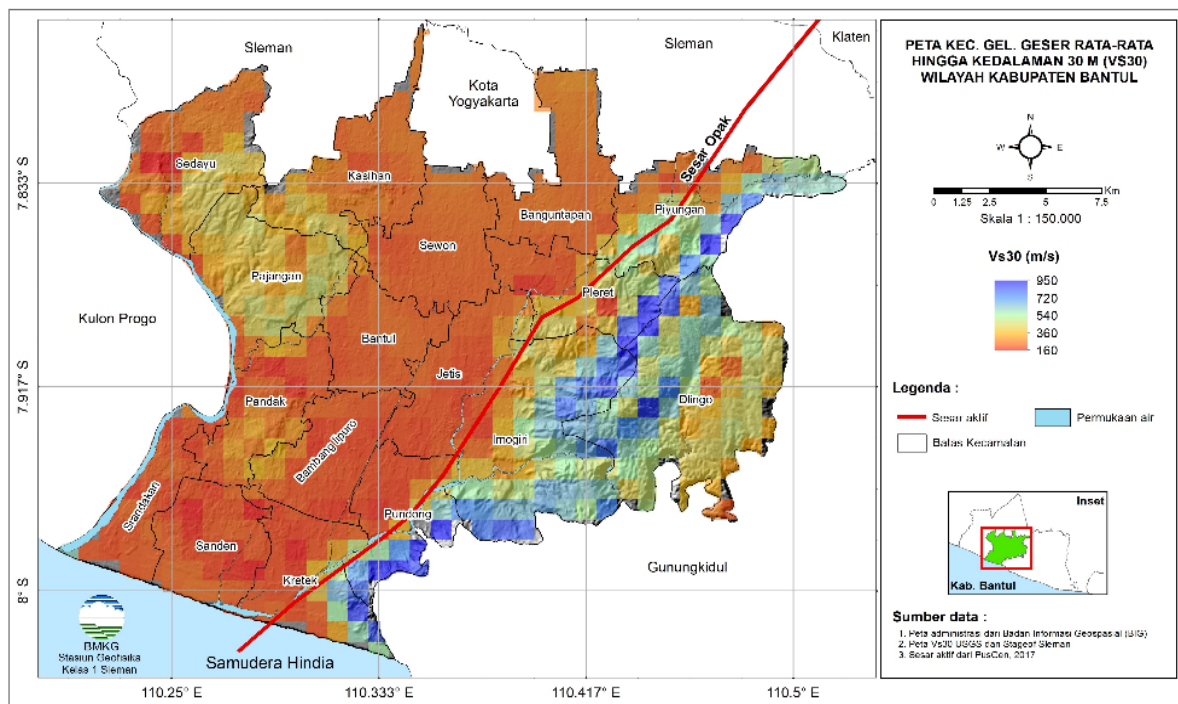 Sleman
Sleman
Klaten
Kota
Yogyakarta
Sesar Opak
Sedayu
Kasihan
Banguntapan
Piyungan
Sewon
Pajangan
Pleret
Kulon Progo
Bantul
Jetis
Pandak
Dlingo
Bambang lipuro
Imogiri
Srandakan
Pundong
Sanden
Kretek
Gunungkidul
BMKG
Stasiun Geofisika
Kelas 1 Sleman
Samudera Hindia
7.833° S
7.917° S
8° S
110.25° E
110.333° E
110.417° E
110.5° E
PETA KEC. GEL. GESER RATA-RATA
HINGGA KEDALAMAN 30 M (VS30)
WILAYAH KABUPATEN BANTUL
N
W E
S
Km
0 1.25 2.5 5 7.5
Skala 1 : 150.000
Vs30 (m/s)
950
720
540
360
160
Legenda :
Sesar aktif
Permukaan air
Batas Kecamatan
Inset
Kab. Bantul
Sumber data :
1. Peta administrasi dari Badan Informasi Geospasial (BIG)
2. Peta Vs30 USGS dan Stageof Sleman
3. Sesar aktif dari PusGen, 2017